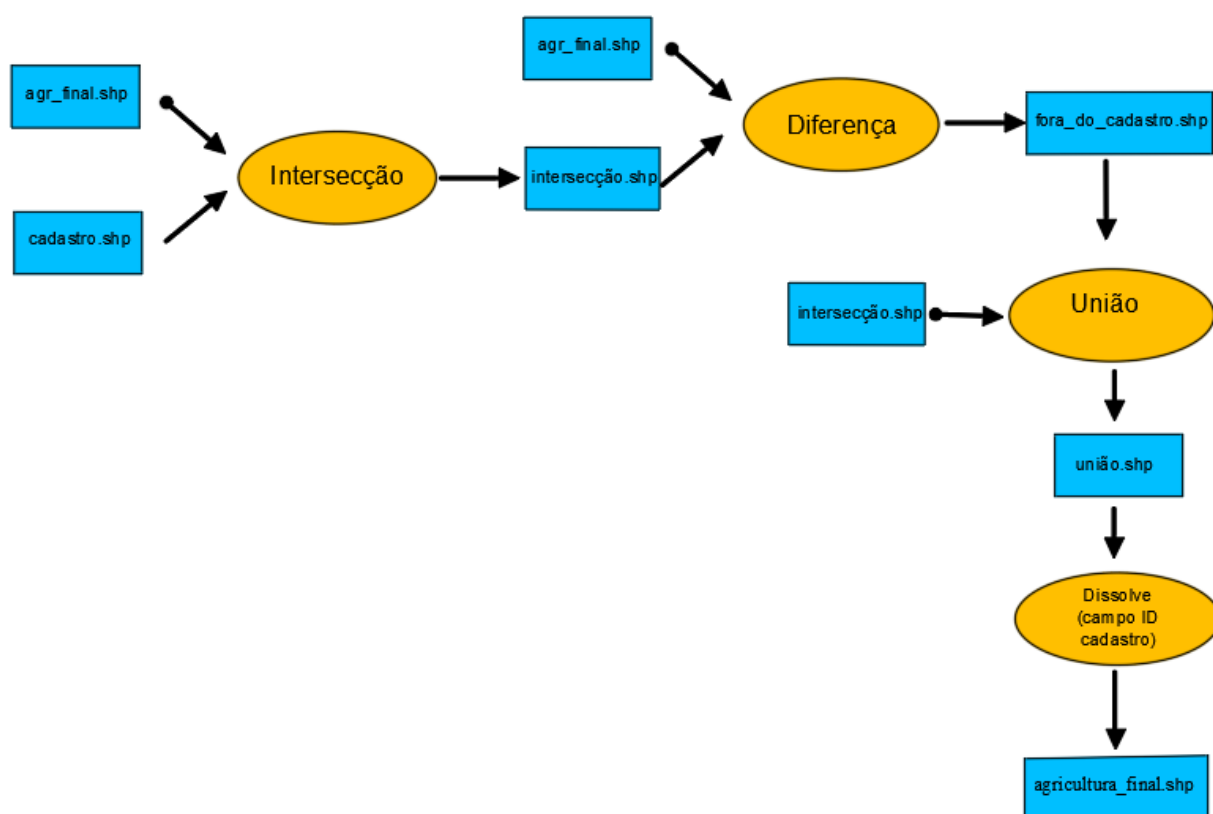 agr_final.shp
cadastro.shp
Intersecção
agr_final.shp
intersecção.shp
Diferença
fora_do_cadastro.shp
intersecção.shp
União
união.shp
Dissolve
(campo ID
cadastro)
agricultura_final.shp